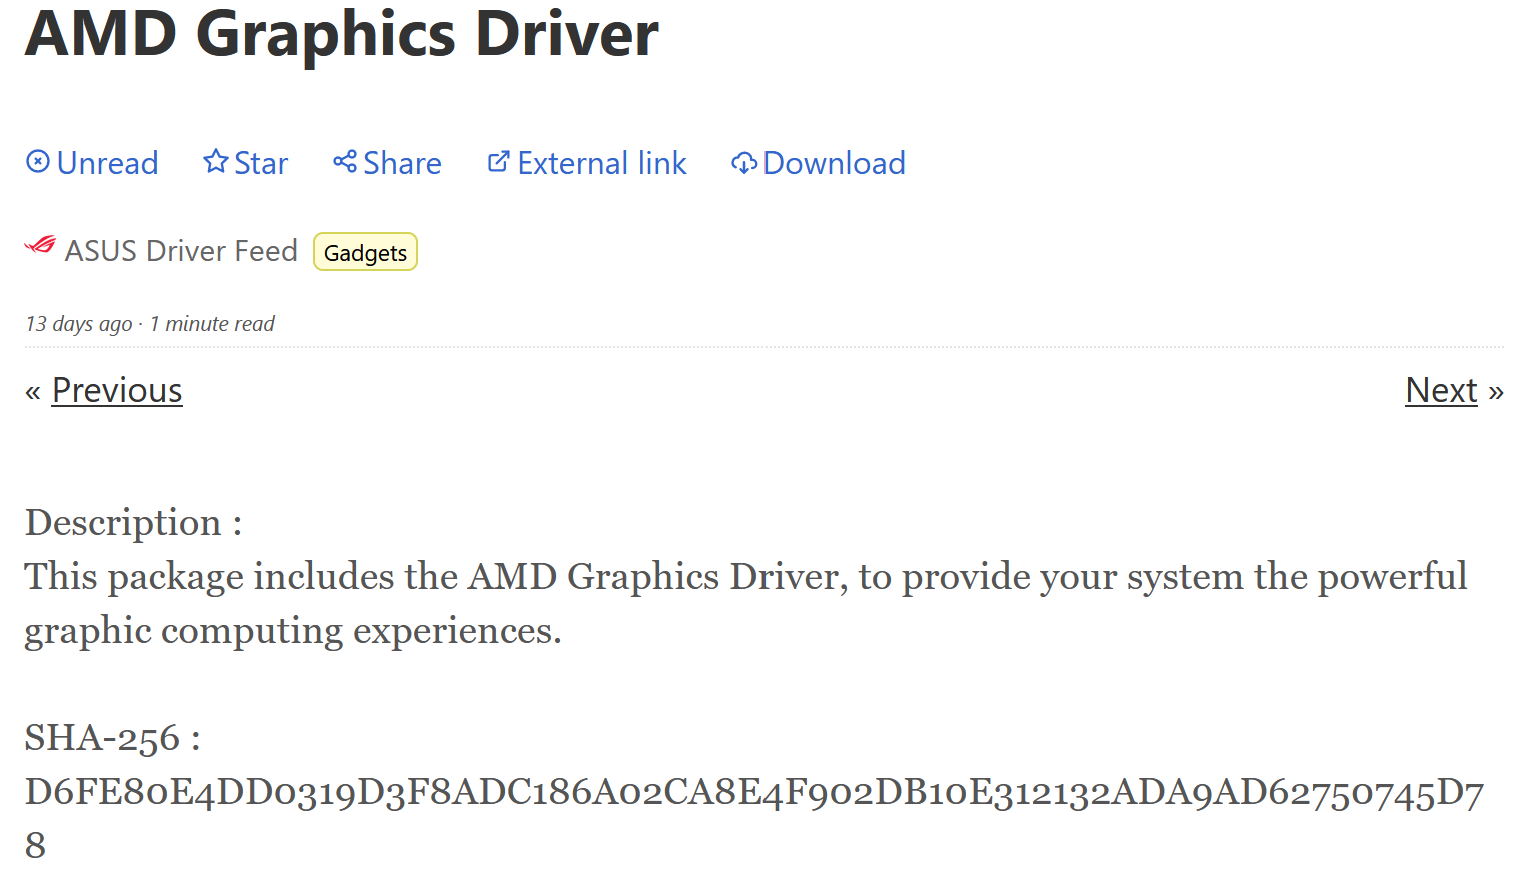 AMD Graphics Driver
Unread Star Share External link Download
ASUS Driver Feed Gadgets
13 days ago · 1 minute read
« Previous Next »
Description :
This package includes the AMD Graphics Driver, to provide your system the powerful
graphic computing experiences.
SHA-256 :
D6FE80E4DD0319D3F8ADC186A02CA8E4F902DB10E312132ADA9AD62750745D7
8